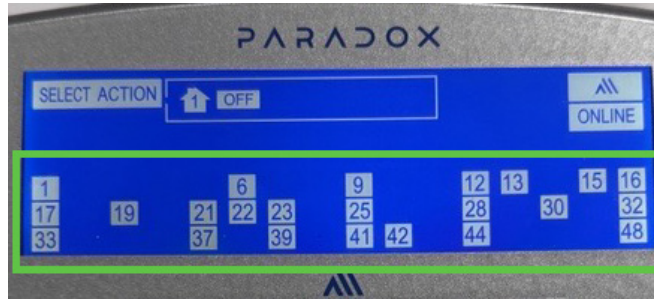 PARADOX
SELECT ACTION 1 OFF
ONLINE
1 6 9 12 13 15 16
17 19 21 22 23 25 28 30 32
33 37 39 41 42 44 48